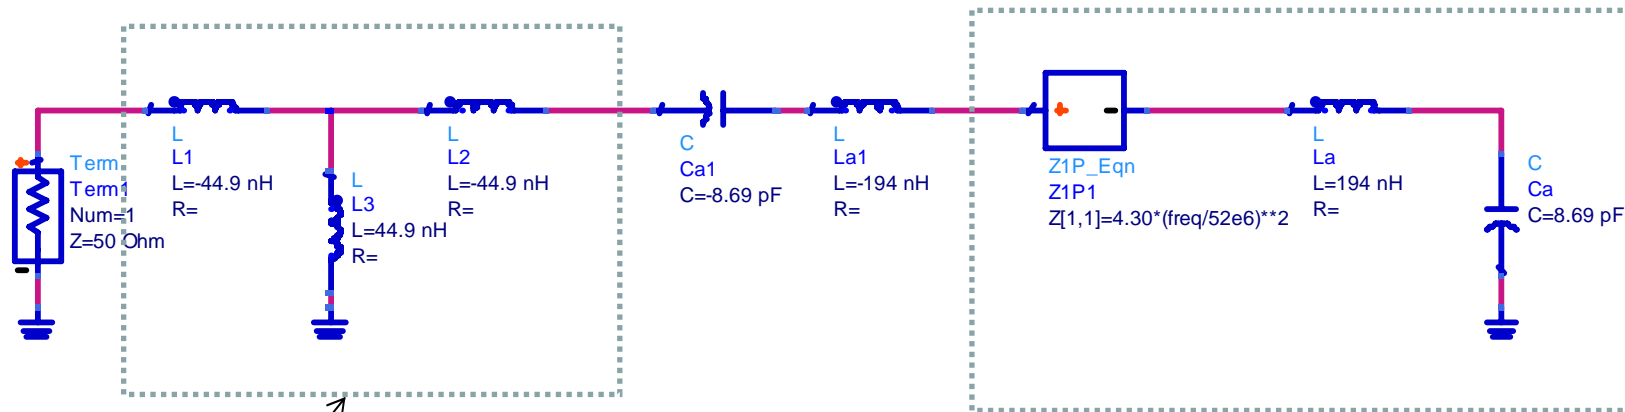 Term
Term1
Num=1
Z=50 Ohm
L
L1
L=-44.9 nH
R=
L
L3
L=44.9 nH
R=
L
L2
L=-44.9 nH
R=
C
Ca1
C=-8.69 pF
L
La1
L=-194 nH
R=
Z1P_Eqn
Z1P1
Z[1,1]=4.30*(freq/52e6)**2
L
La
L=194 nH
R=
C
Ca
C=8.69 pF